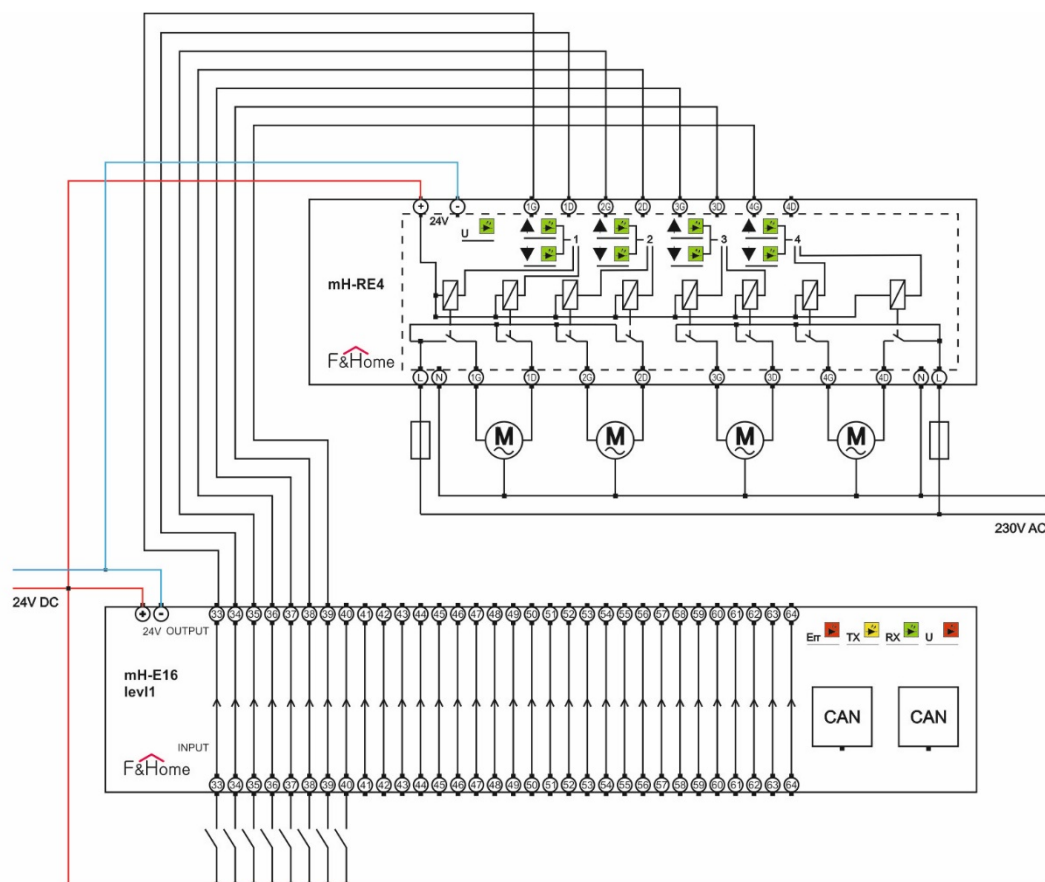 + - 1G 1D 2G 2D 3G 3D 4G 4D
24V
U
1 2 3 4
mH-RE4
F&Home
L N 1G 1D 2G 2D 3G 3D 4G 4D N L
M M M M
230V AC
24V DC
+ - 33 34 35 36 37 38 39 40 41 42 43 44 45 46 47 48 49 50 51 52 53 54 55 56 57 58 59 60 61 62 63 64
24V OUTPUT
Err TX RX U
mH-E16
levl1
CAN CAN
INPUT
F&Home
33 34 35 36 37 38 39 40 41 42 43 44 45 46 47 48 49 50 51 52 53 54 55 56 57 58 59 60 61 62 63 64